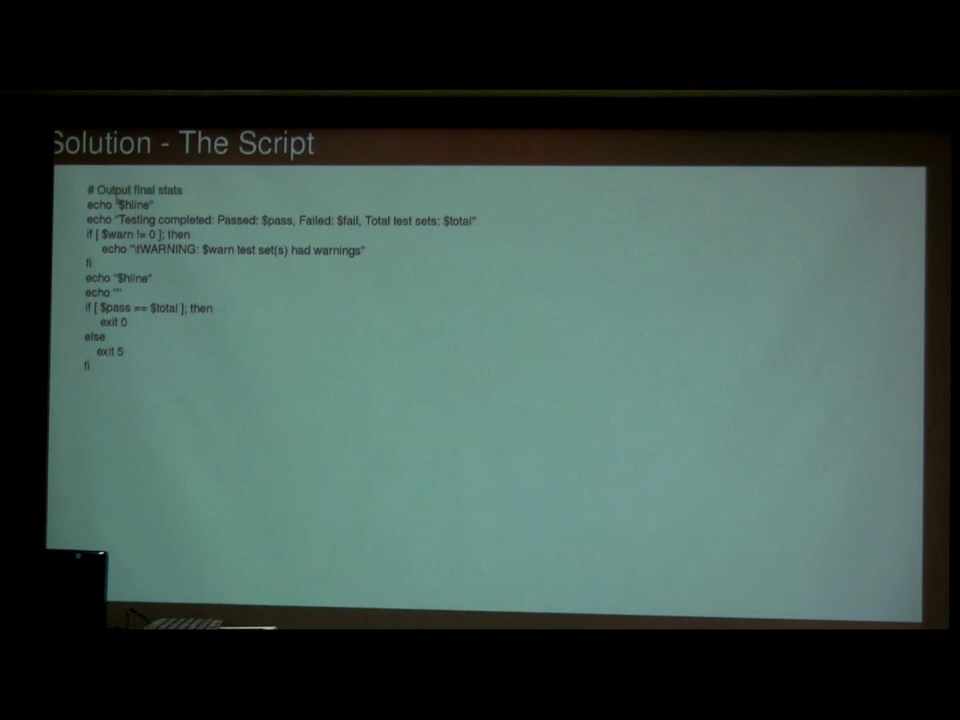 Solution - The Script
# Output final stats
echo "$hline"
echo "Testing completed: Passed: $pass, Failed: $fail, Total test sets: $total"
if [ $warn != 0 ]; then
echo "\tWARNING: $warn test set(s) had warnings"
fi
echo "$hline"
echo ""
if [ $pass == $total ]; then
exit 0
else
exit 5
fi